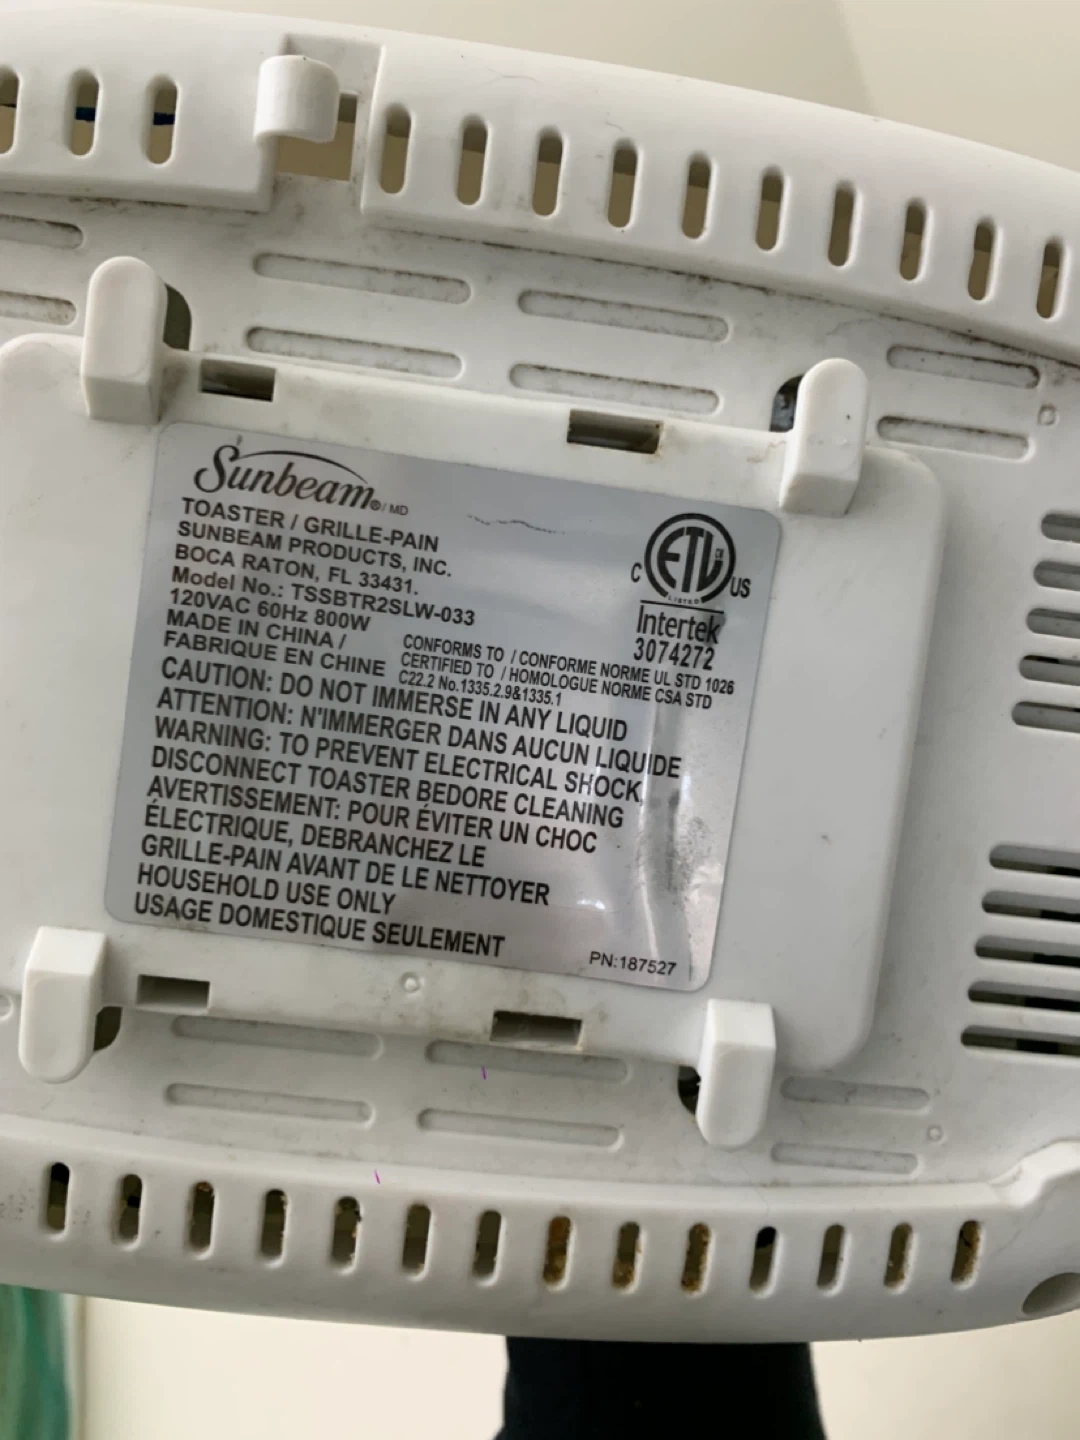 Sunbeam®/MD
TOASTER / GRILLE-PAIN
SUNBEAM PRODUCTS, INC.
BOCA RATON, FL 33431.
Model No.: TSSBTR2SLW-033
120VAC 60Hz 800W
MADE IN CHINA /
FABRIQUE EN CHINE
C ETL US
LISTED
Intertek
3074272
CONFORMS TO / CONFORME NORME UL STD 1026
CERTIFIED TO / HOMOLOGUE NORME CSA STD
C22.2 No.1335.2.9&1335.1
CAUTION: DO NOT IMMERSE IN ANY LIQUID
ATTENTION: N'IMMERGER DANS AUCUN LIQUIDE
WARNING: TO PREVENT ELECTRICAL SHOCK,
DISCONNECT TOASTER BEDORE CLEANING
AVERTISSEMENT: POUR ÉVITER UN CHOC
ÉLECTRIQUE, DEBRANCHEZ LE
GRILLE-PAIN AVANT DE LE NETTOYER
HOUSEHOLD USE ONLY
USAGE DOMESTIQUE SEULEMENT
PN:187527